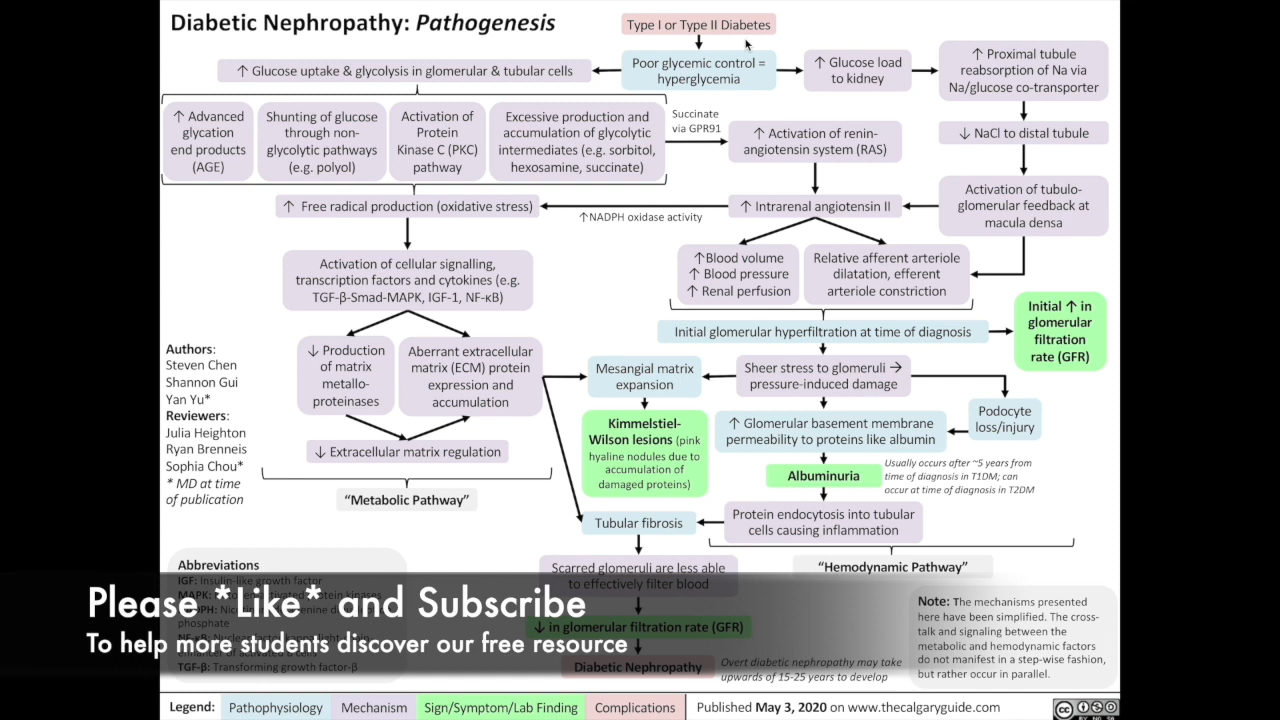 Diabetic Nephropathy: Pathogenesis
Type I or Type II Diabetes
Poor glycemic control =
hyperglycemia
↑ Glucose uptake & glycolysis in glomerular & tubular cells
↑ Glucose load
to kidney
↑ Proximal tubule
reabsorption of Na via
Na/glucose co-transporter
↑ Advanced
glycation
end products
(AGE)
Shunting of glucose
through non-
glycolytic pathways
(e.g. polyol)
Activation of
Protein
Kinase C (PKC)
pathway
Excessive production and
accumulation of glycolytic
intermediates (e.g. sorbitol,
hexosamine, succinate)
Succinate
via GPR91
↑ Activation of renin-
angiotensin system (RAS)
↓ NaCl to distal tubule
↑ Free radical production (oxidative stress)
↑NADPH oxidase activity
↑ Intrarenal angiotensin II
Activation of tubulo-
glomerular feedback at
macula densa
Activation of cellular signalling,
transcription factors and cytokines (e.g.
TGF-β-Smad-MAPK, IGF-1, NF-κB)
↑Blood volume
↑ Blood pressure
↑ Renal perfusion
Relative afferent arteriole
dilatation, efferent
arteriole constriction
Initial glomerular hyperfiltration at time of diagnosis
Initial ↑ in
glomerular
filtration
rate (GFR)
Authors:
Steven Chen
Shannon Gui
Yan Yu*
Reviewers:
Julia Heighton
Ryan Brenneis
Sophia Chou*
* MD at time
of publication
↓ Production
of matrix
metallo-
proteinases
Aberrant extracellular
matrix (ECM) protein
expression and
accumulation
↓ Extracellular matrix regulation
“Metabolic Pathway”
Mesangial matrix
expansion
Sheer stress to glomeruli →
pressure-induced damage
Kimmelstiel-
Wilson lesions (pink
hyaline nodules due to
accumulation of
damaged proteins)
↑ Glomerular basement membrane
permeability to proteins like albumin
Podocyte
loss/injury
Albuminuria
Usually occurs after ~5 years from
time of diagnosis in T1DM; can
occur at time of diagnosis in T2DM
Tubular fibrosis
Protein endocytosis into tubular
cells causing inflammation
“Hemodynamic Pathway”
Scarred glomeruli are less able
to effectively filter blood
↓ in glomerular filtration rate (GFR)
Diabetic Nephropathy
Overt diabetic nephropathy may take
upwards of 15-25 years to develop
Abbreviations
IGF: Insulin-like growth factor
phosphate
TGF-β: Transforming growth factor-β
Please *Like* and Subscribe
To help more students discover our free resource
Note: The mechanisms presented
here have been simplified. The cross-
talk and signaling between the
metabolic and hemodynamic factors
do not manifest in a step-wise fashion,
but rather occur in parallel.
Legend:
Pathophysiology
Mechanism
Sign/Symptom/Lab Finding
Complications
Published May 3, 2020 on www.thecalgaryguide.com